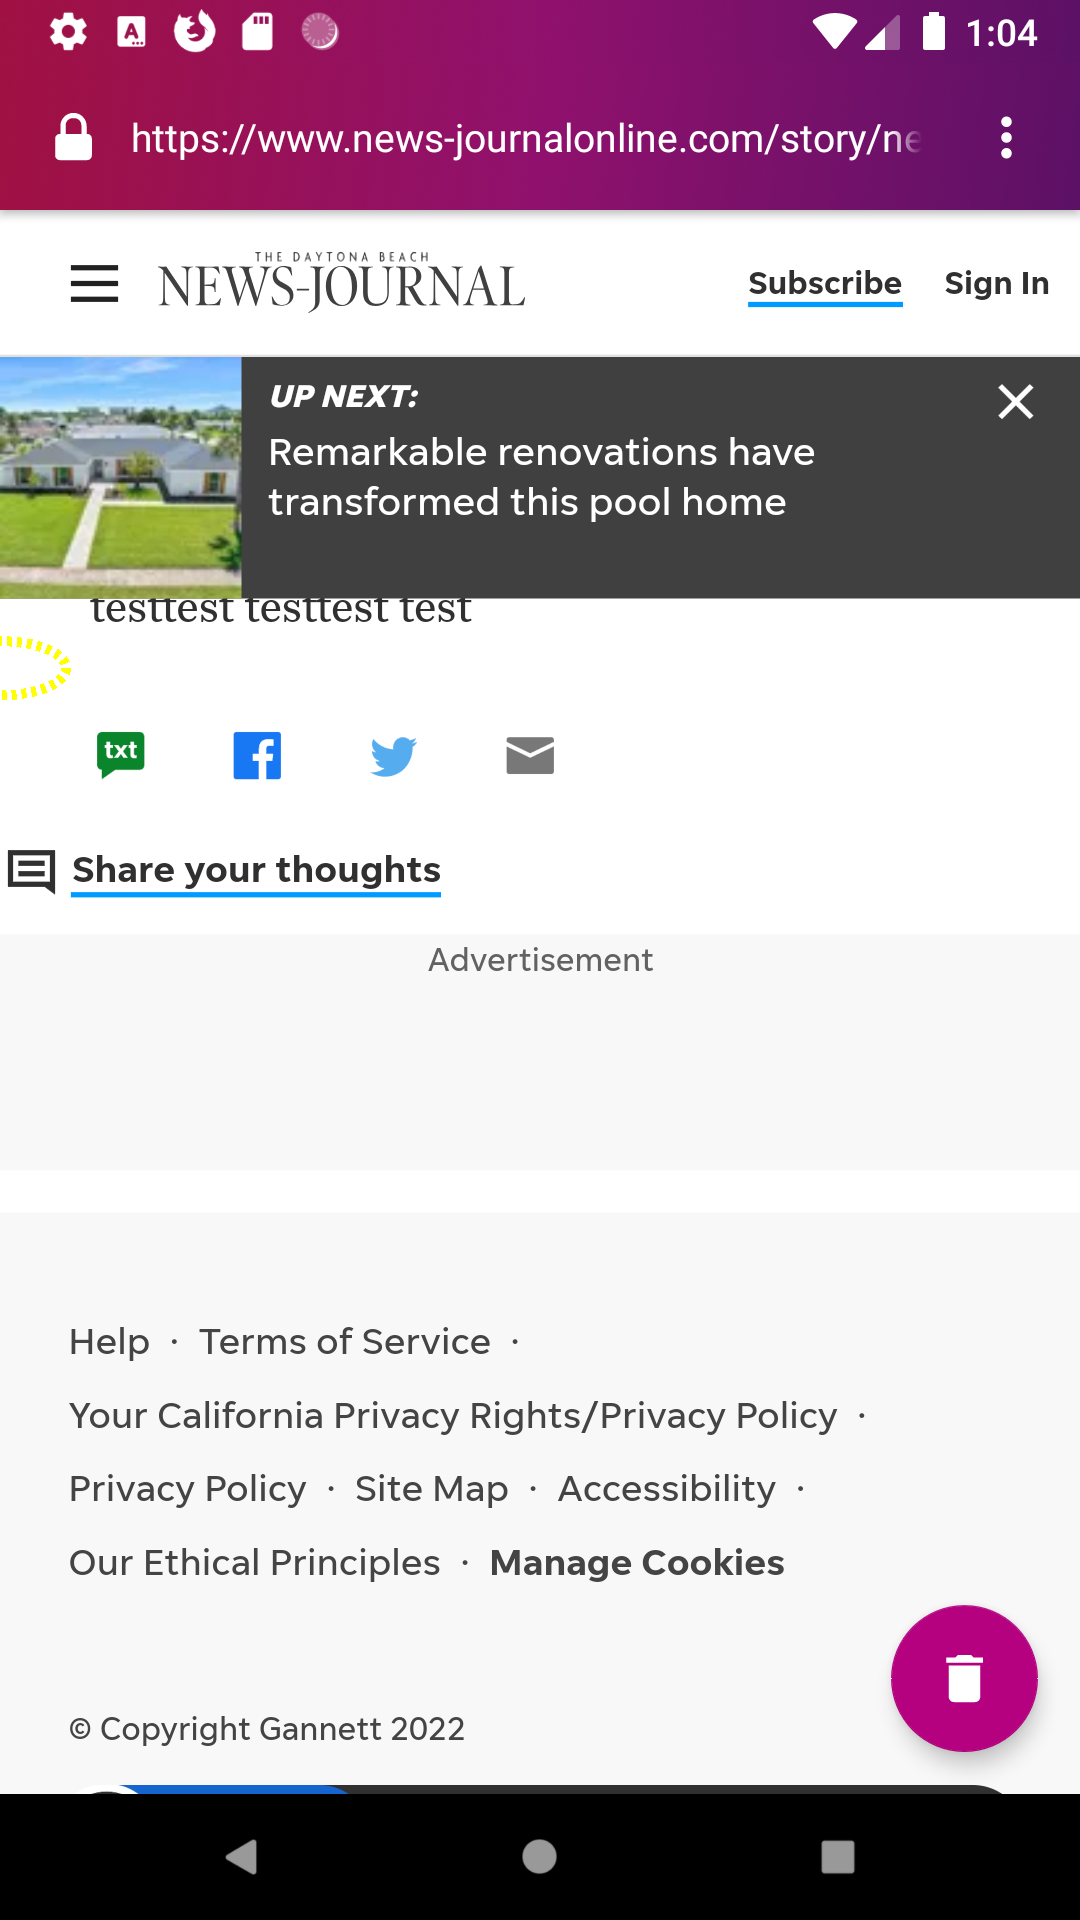 1:04
https://www.news-journalonline.com/story/ne
THE DAYTONA BEACH
NEWS-JOURNAL
Subscribe
Sign In
UP NEXT:
Remarkable renovations have
transformed this pool home
testtest testtest test
txt
Share your thoughts
Advertisement
Help · Terms of Service ·
Your California Privacy Rights/Privacy Policy ·
Privacy Policy · Site Map · Accessibility ·
Our Ethical Principles · Manage Cookies
© Copyright Gannett 2022